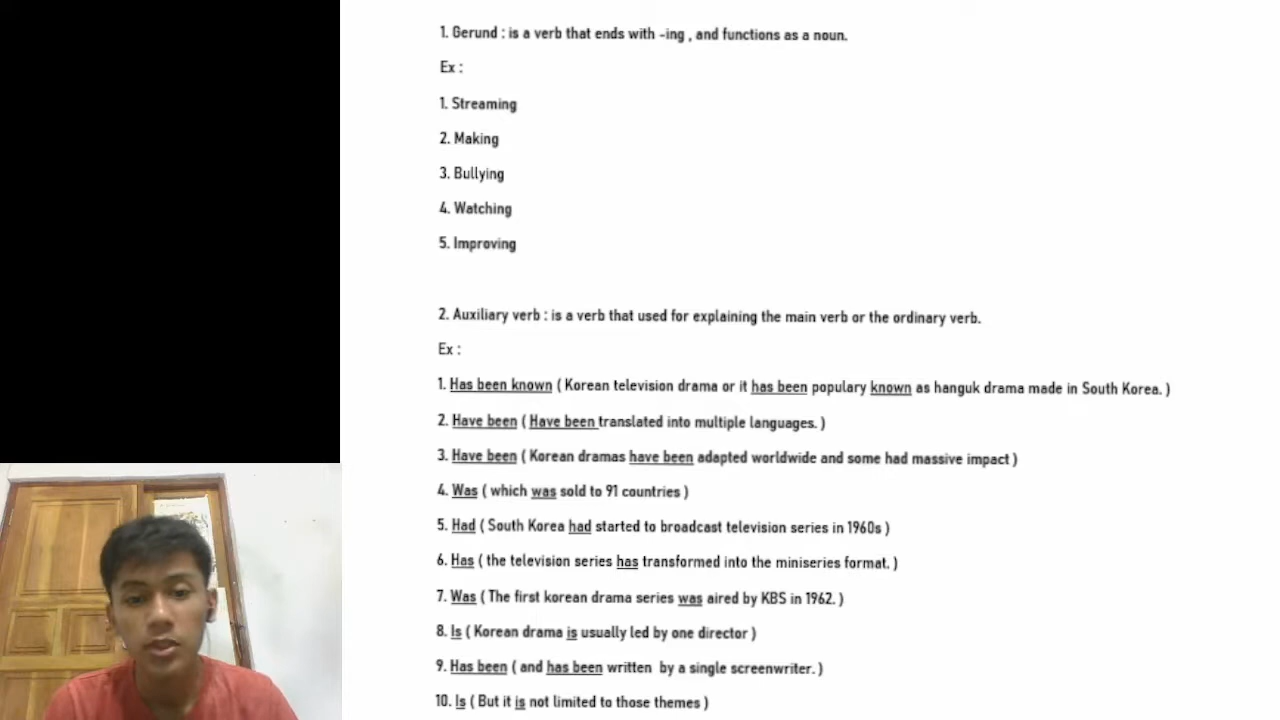 1. Gerund : is a verb that ends with -ing , and functions as a noun.
Ex :
1. Streaming
2. Making
3. Bullying
4. Watching
5. Improving
2. Auxiliary verb : is a verb that used for explaining the main verb or the ordinary verb.
Ex :
1. Has been known ( Korean television drama or it has been populary known as hanguk drama made in South Korea. )
2. Have been ( Have been translated into multiple languages. )
3. Have been ( Korean dramas have been adapted worldwide and some had massive impact )
4. Was ( which was sold to 91 countries )
5. Had ( South Korea had started to broadcast television series in 1960s )
6. Has ( the television series has transformed into the miniseries format. )
7. Was ( The first korean drama series was aired by KBS in 1962. )
8. Is ( Korean drama is usually led by one director )
9. Has been ( and has been written by a single screenwriter. )
10. Is ( But it is not limited to those themes )